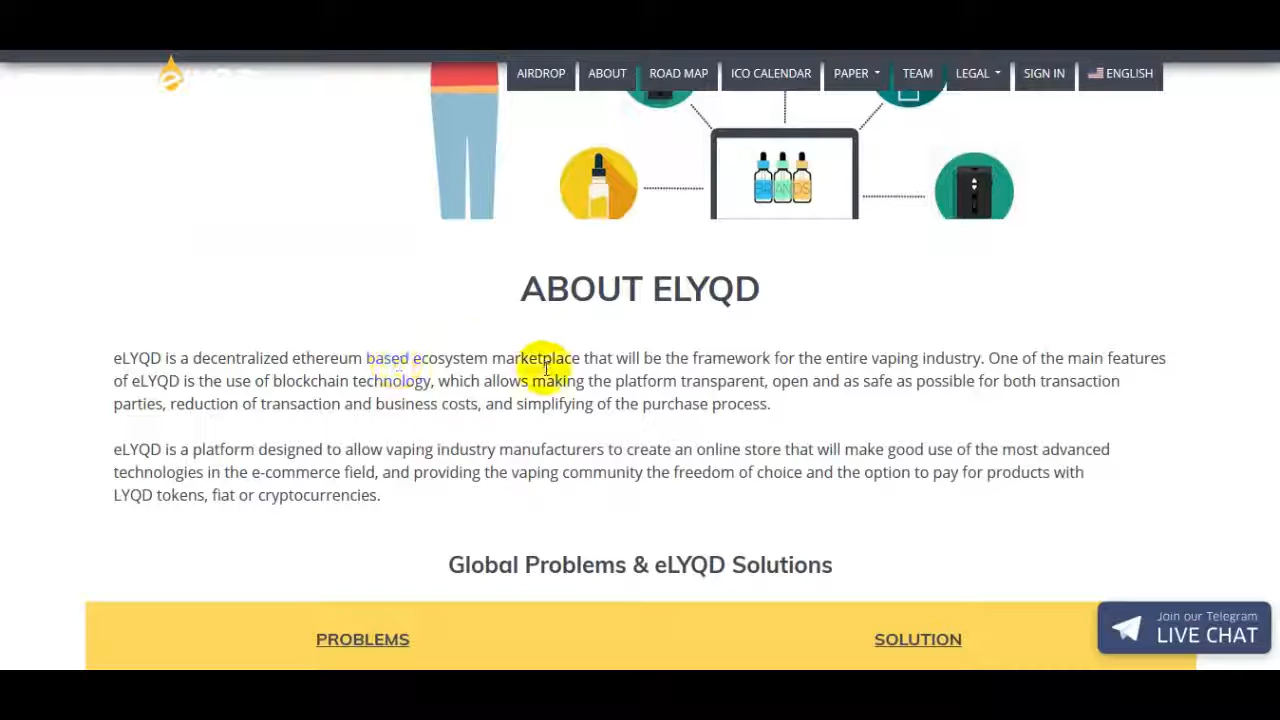 AIRDROP ABOUT ROAD MAP ICO CALENDAR PAPER TEAM LEGAL SIGN IN ENGLISH
BRANDS
ABOUT ELYQD
eLYQD is a decentralized ethereum based ecosystem marketplace that will be the framework for the entire vaping industry. One of the main features
of eLYQD is the use of blockchain technology, which allows making the platform transparent, open and as safe as possible for both transaction
parties, reduction of transaction and business costs, and simplifying of the purchase process.
eLYQD is a platform designed to allow vaping industry manufacturers to create an online store that will make good use of the most advanced
technologies in the e-commerce field, and providing the vaping community the freedom of choice and the option to pay for products with
LYQD tokens, fiat or cryptocurrencies.
Global Problems & eLYQD Solutions
PROBLEMS SOLUTION
Join our Telegram
LIVE CHAT